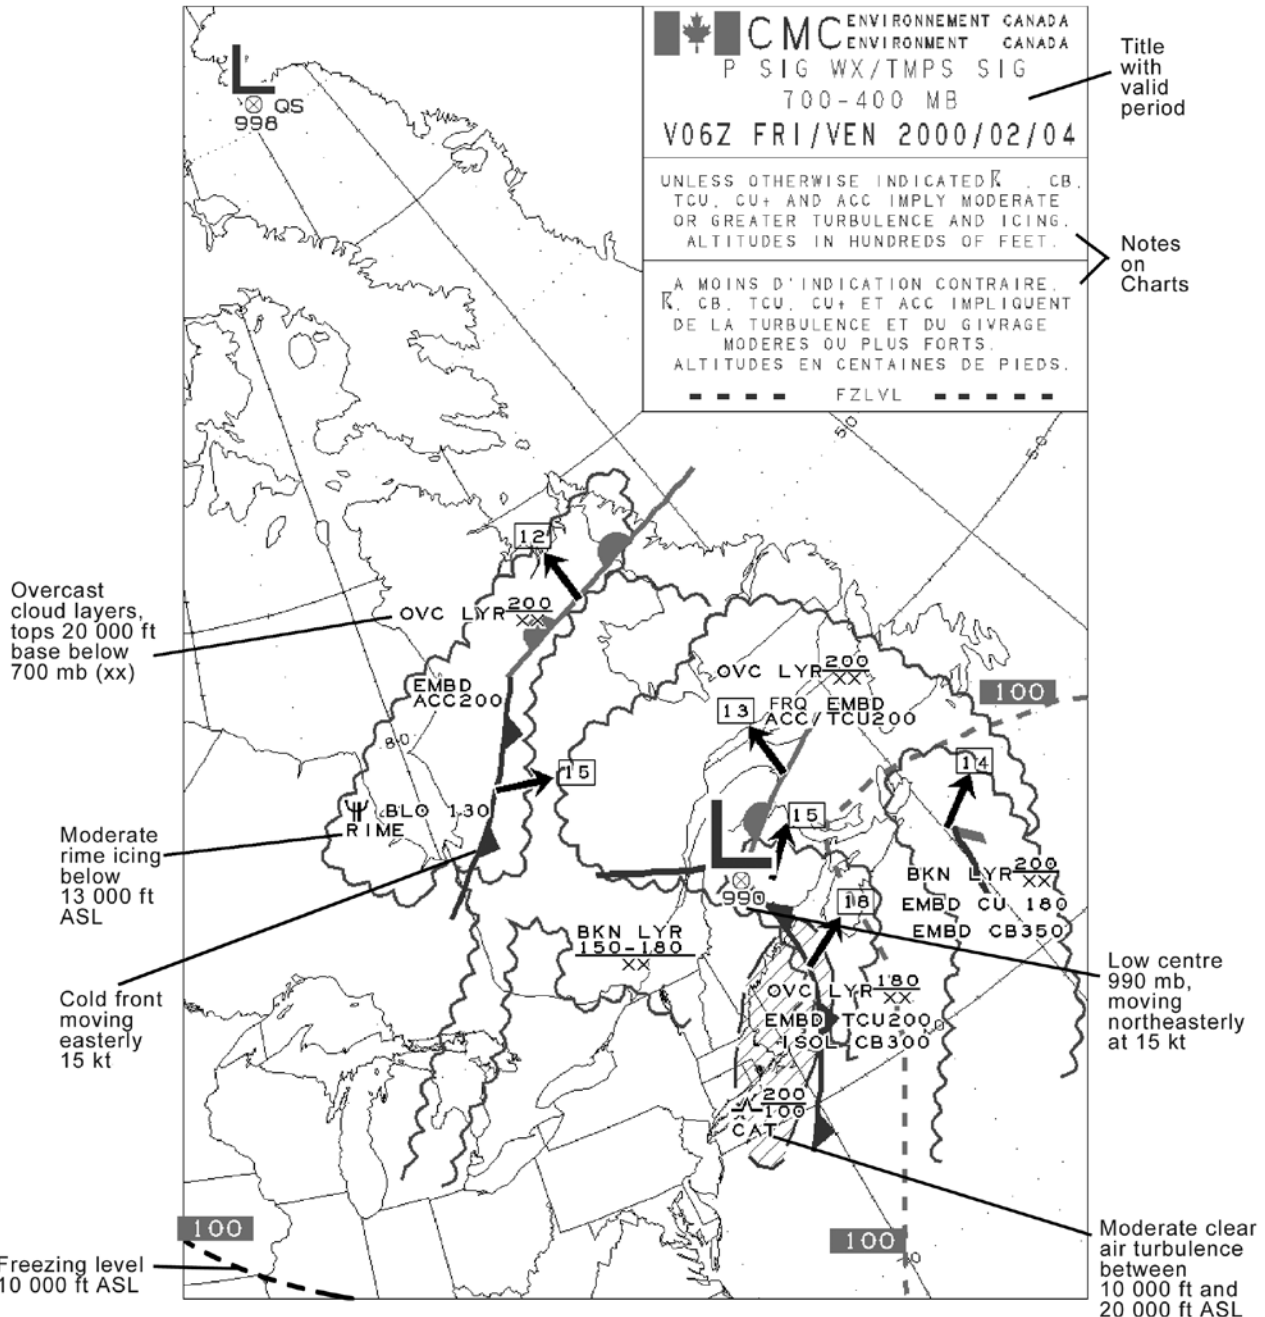 CMC ENVIRONNEMENT CANADA
ENVIRONMENT CANADA
P SIG WX/TMPS SIG
700-400 MB
V06Z FRI/VEN 2000/02/04
UNLESS OTHERWISE INDICATED , CB,
TCU, CU+ AND ACC IMPLY MODERATE
OR GREATER TURBULENCE AND ICING.
ALTITUDES IN HUNDREDS OF FEET.
A MOINS D'INDICATION CONTRAIRE,
, CB, TCU, CU+ ET ACC IMPLIQUENT
DE LA TURBULENCE ET DU GIVRAGE
MODERES OU PLUS FORTS.
ALTITUDES EN CENTAINES DE PIEDS.
FZLVL
Title
with
valid
period
Notes
on
Charts
L
QS
998
50
50
12
OVC LYR 200
XX
Overcast
cloud layers,
tops 20 000 ft
base below
700 mb (xx)
EMBD
ACC200
80
15
BLO 130
RIME
Moderate
rime icing
below
13 000 ft
ASL
Cold front
moving
easterly
15 kt
OVC LYR 200
XX
13
FRQ EMBD
ACC/TCU200
100
14
15
L
990
18
BKN LYR 200
XX
EMBD CU 180
EMBD CB350
BKN LYR
150-180
XX
Low centre
990 mb,
moving
northeasterly
at 15 kt
OVC LYR 180
XX
EMBD TCU200
ISOL CB300
200
100
CAT
100
100
Freezing level
10 000 ft ASL
Moderate clear
air turbulence
between
10 000 ft and
20 000 ft ASL